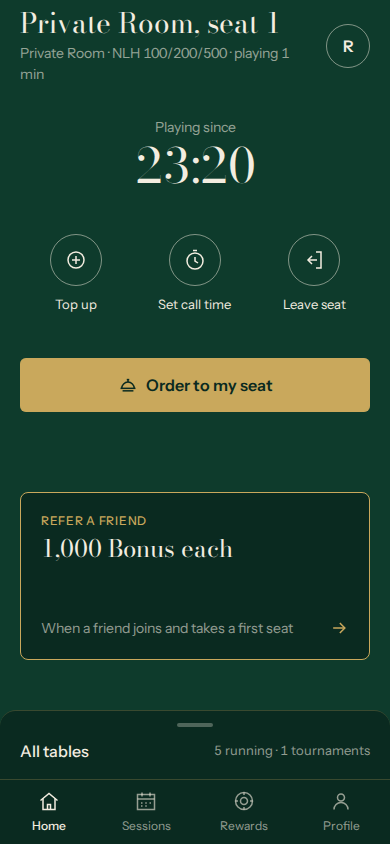 Private Room, seat 1
Private Room · NLH 100/200/500 · playing 1
min
R
Playing since
23:20
Top up
Set call time
Leave seat
Order to my seat
REFER A FRIEND
1,000 Bonus each
When a friend joins and takes a first seat
All tables
5 running · 1 tournaments
Home
Sessions
Rewards
Profile